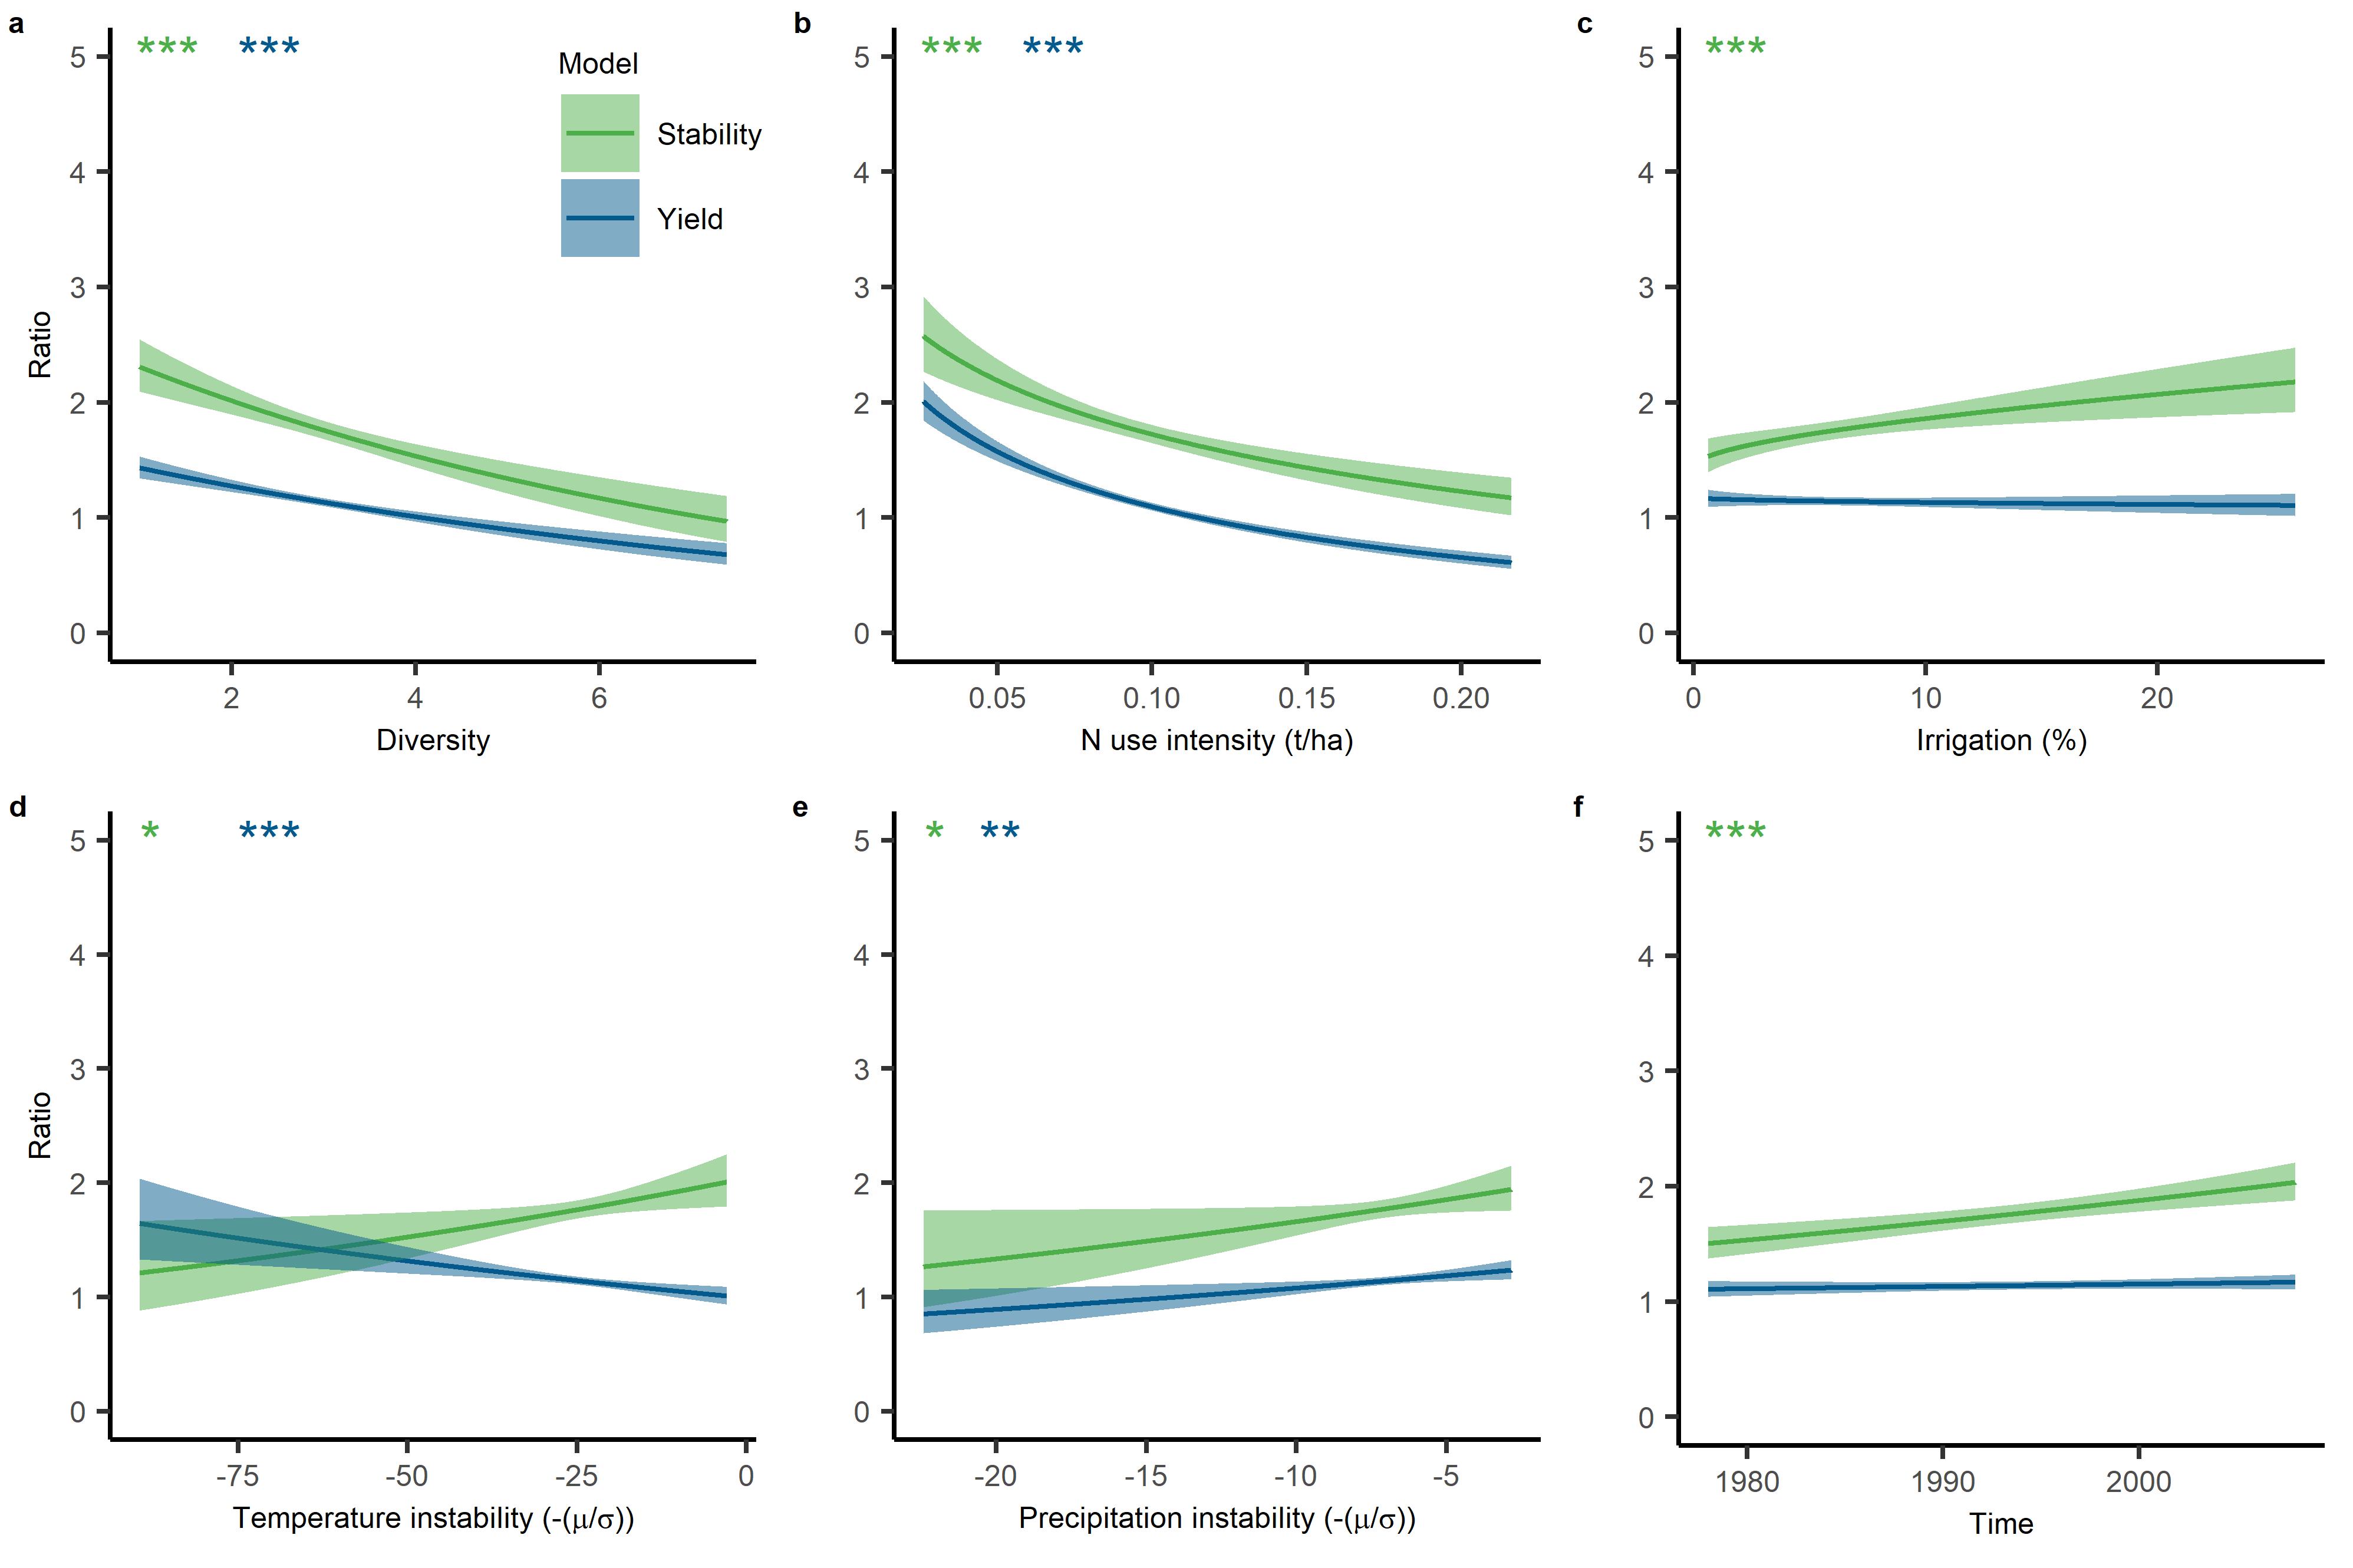 a
*** ***
Model
Stability
Yield
5
4
3
2
1
0
Ratio
2 4 6
Diversity
b
*** ***
5
4
3
2
1
0
0.05 0.10 0.15 0.20
N use intensity (t/ha)
c
***
5
4
3
2
1
0
0 10 20
Irrigation (%)
d
* ***
5
4
3
2
1
0
Ratio
-75 -50 -25 0
Temperature instability (-(μ/σ))
e
* **
5
4
3
2
1
0
-20 -15 -10 -5
Precipitation instability (-(μ/σ))
f
***
5
4
3
2
1
0
1980 1990 2000
Time